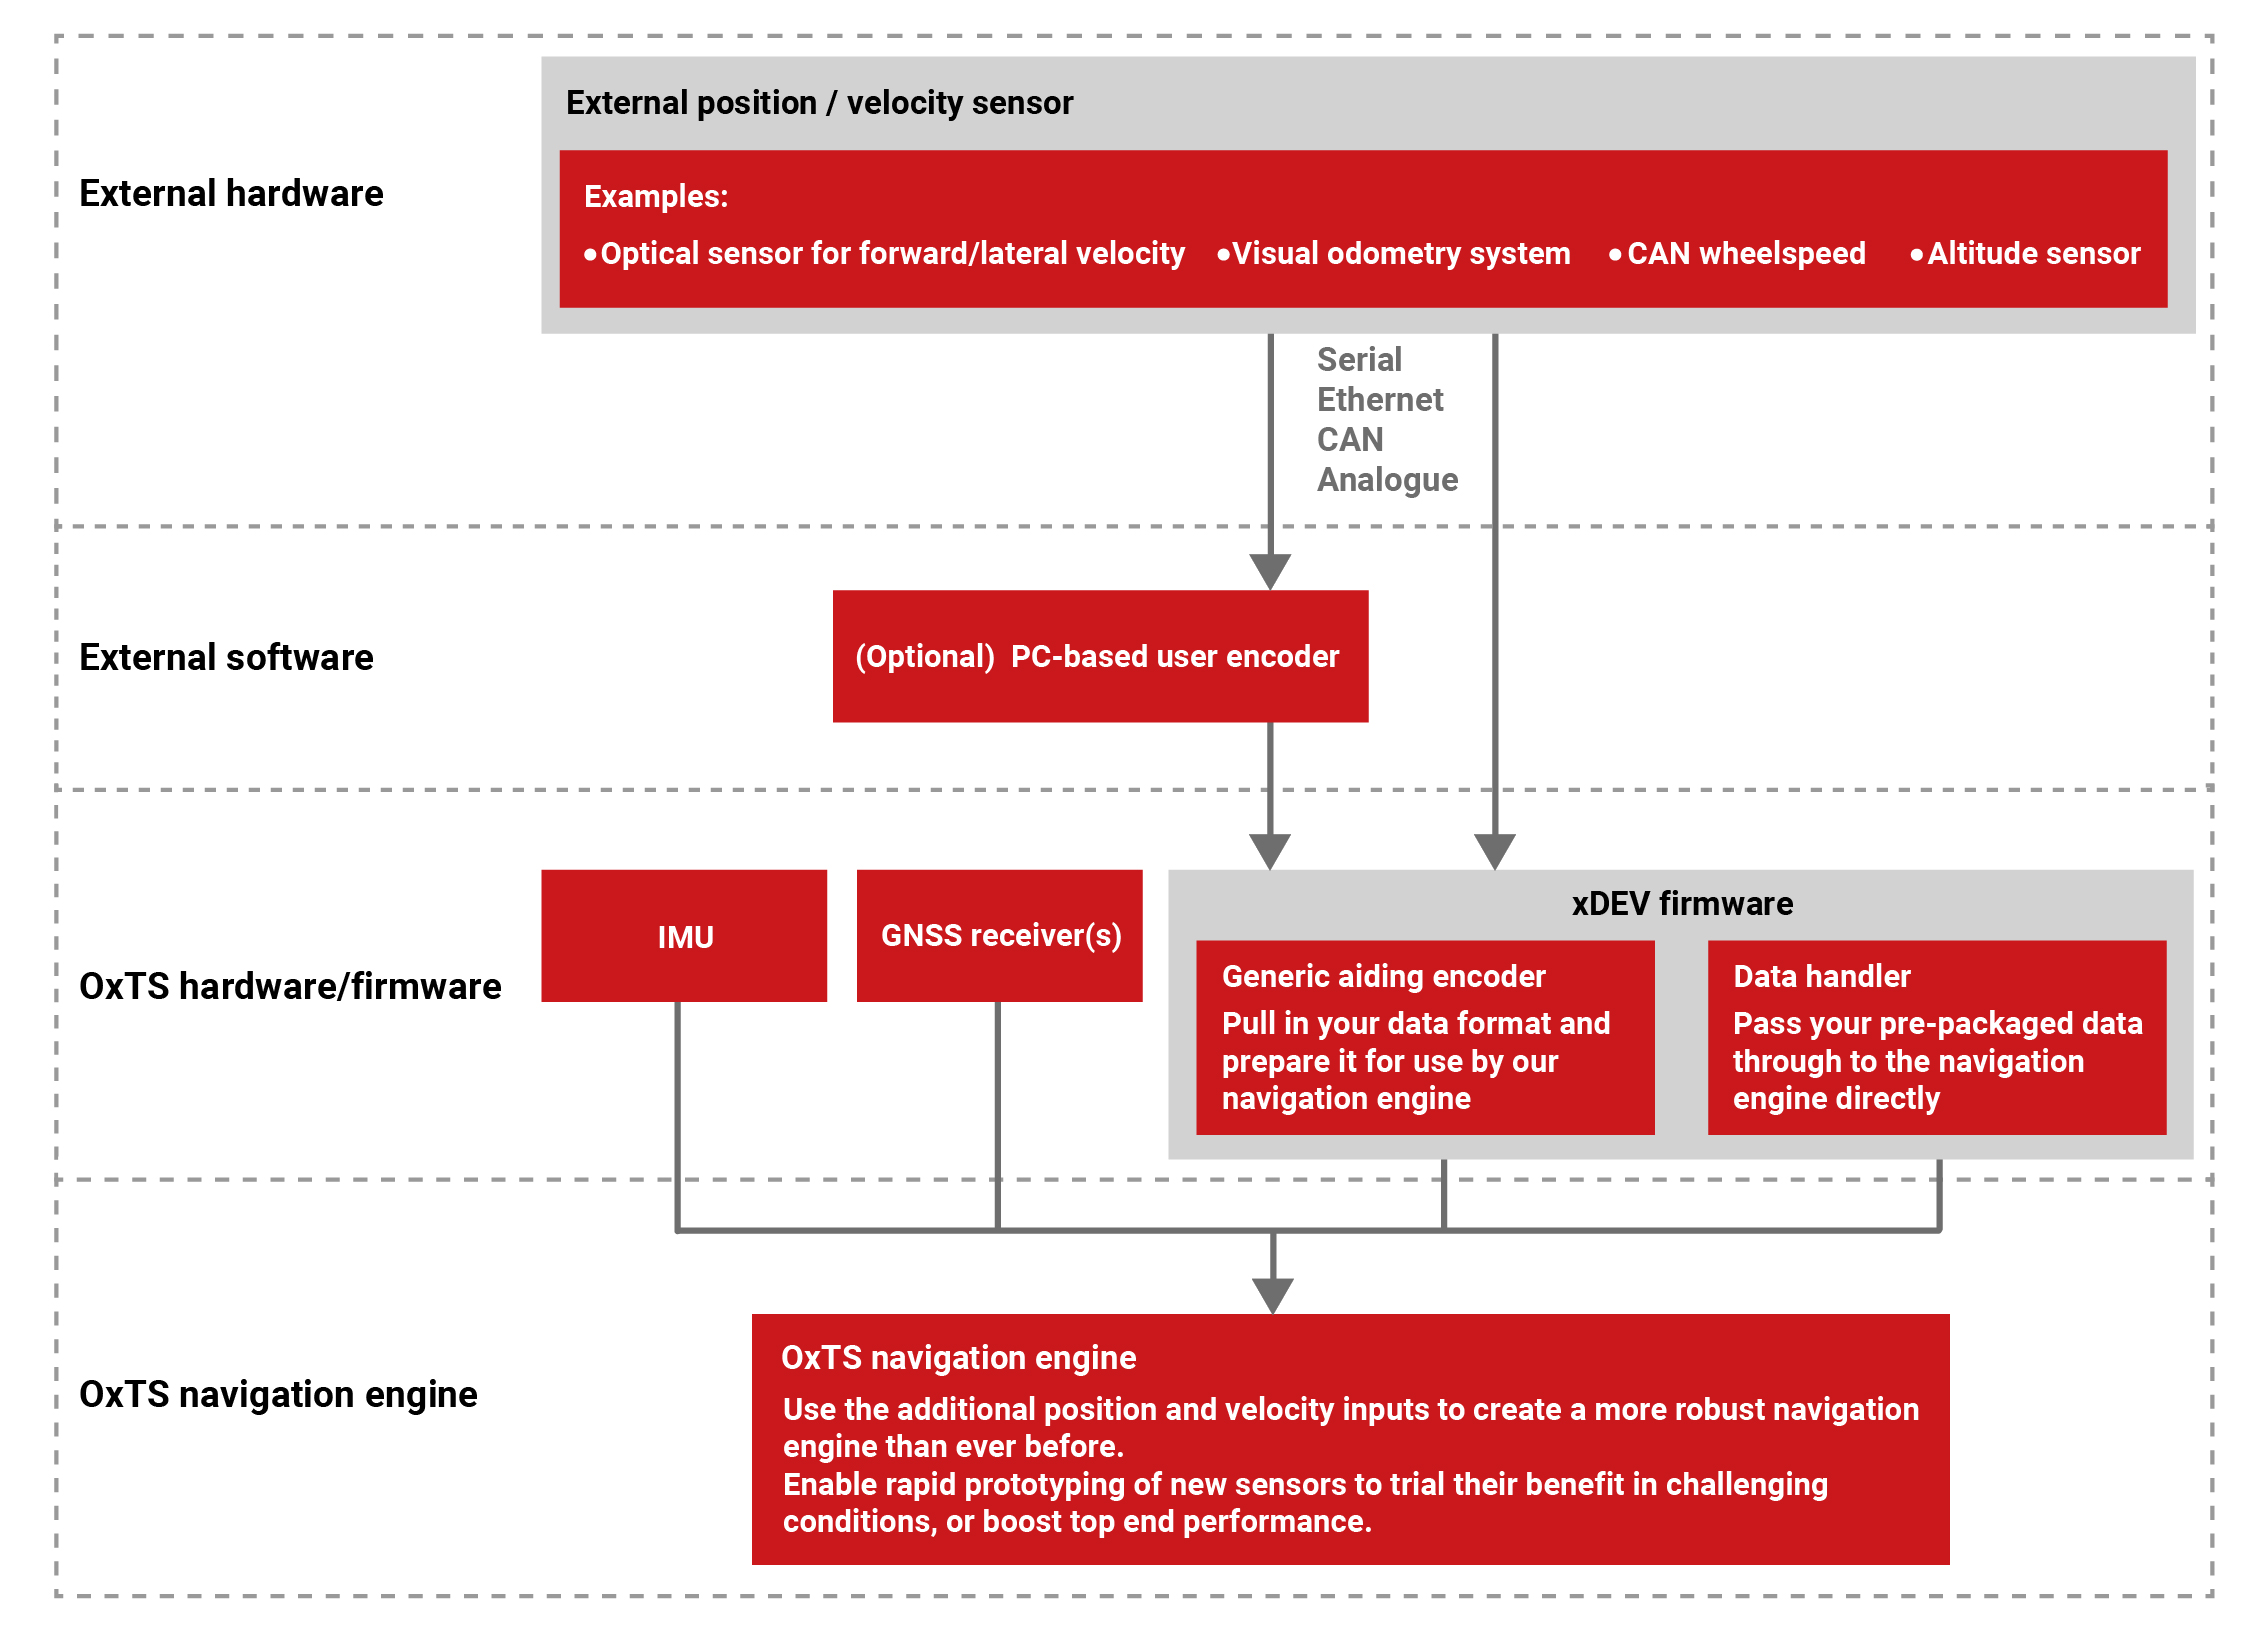 External position / velocity sensor
External hardware
Examples:
•Optical sensor for forward/lateral velocity •Visual odometry system • CAN wheelspeed •Altitude sensor
Serial
Ethernet
CAN
Analogue
External software
(Optional) PC-based user encoder
OxTS hardware/firmware
IMU
GNSS receiver(s)
xDEV firmware
Generic aiding encoder
Pull in your data format and
prepare it for use by our
navigation engine
Data handler
Pass your pre-packaged data
through to the navigation
engine directly
OxTS navigation engine
OxTS navigation engine
Use the additional position and velocity inputs to create a more robust navigation
engine than ever before.
Enable rapid prototyping of new sensors to trial their benefit in challenging
conditions, or boost top end performance.